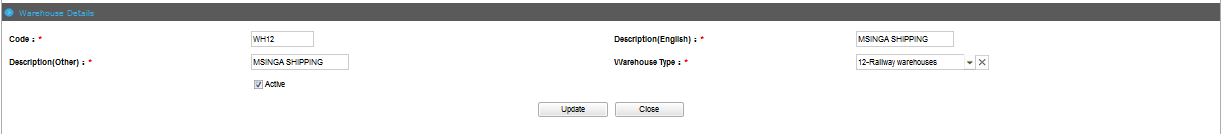 Warehouse Details
Code : * WH12 Description(English) : * MSINGA SHIPPING
Description(Other) : * MSINGA SHIPPING Warehouse Type : * 12-Railway warehouses
Active
Update Close